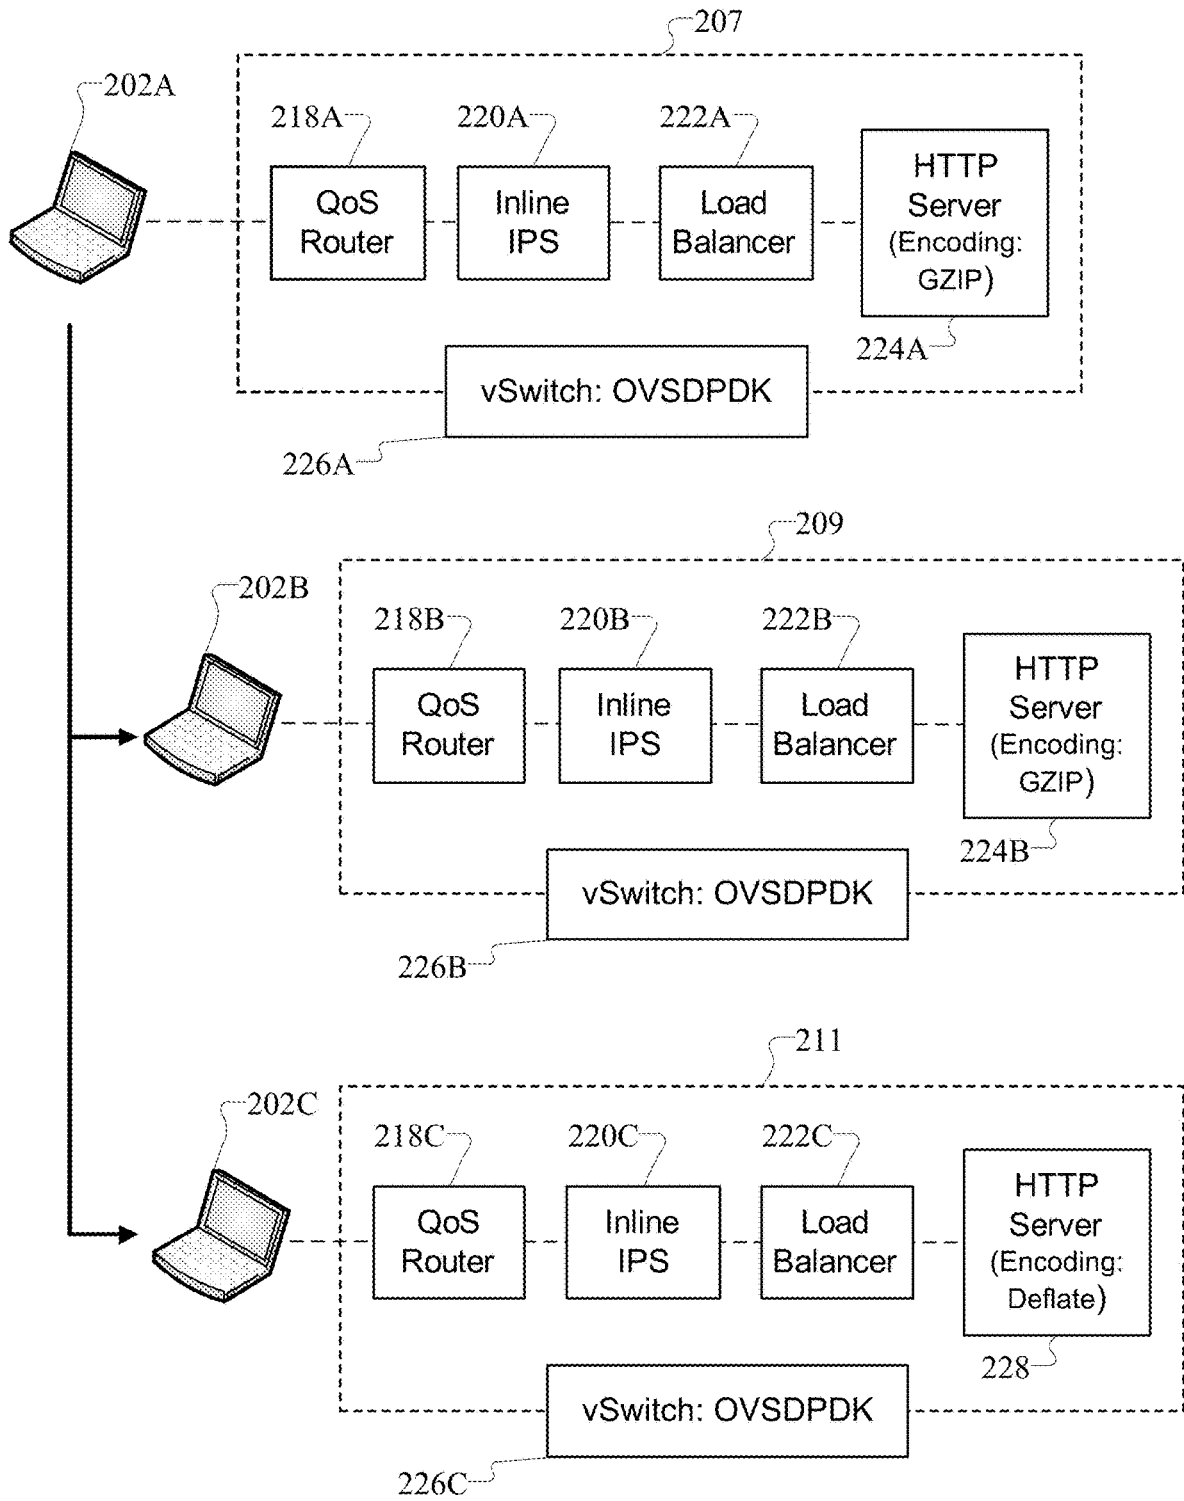 207
202A
218A
220A
222A
QoS
Router
Inline
IPS
Load
Balancer
HTTP
Server
(Encoding:
GZIP)
224A
vSwitch: OVSDPDK
226A
209
202B
218B
220B
222B
QoS
Router
Inline
IPS
Load
Balancer
HTTP
Server
(Encoding:
GZIP)
224B
vSwitch: OVSDPDK
226B
211
202C
218C
220C
222C
QoS
Router
Inline
IPS
Load
Balancer
HTTP
Server
(Encoding:
Deflate)
228
vSwitch: OVSDPDK
226C